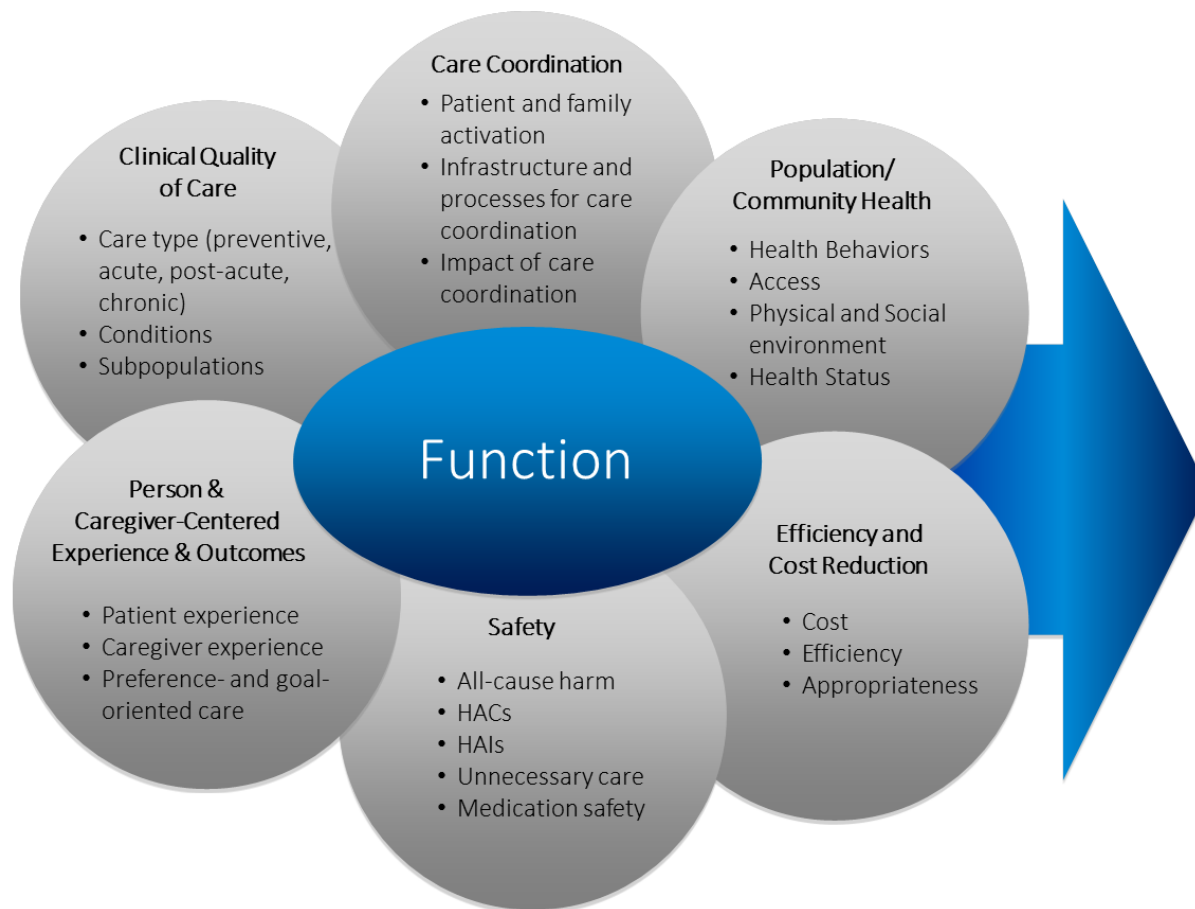 Care Coordination
• Patient and family
activation
• Infrastructure and
processes for care
coordination
• Impact of care
coordination
Clinical Quality
of Care
• Care type (preventive,
acute, post-acute,
chronic)
• Conditions
• Subpopulations
Population/
Community Health
• Health Behaviors
• Access
• Physical and Social
environment
• Health Status
Function
Person &
Caregiver-Centered
Experience & Outcomes
• Patient experience
• Caregiver experience
• Preference- and goal-
oriented care
Safety
• All-cause harm
• HACs
• HAIs
• Unnecessary care
• Medication safety
Efficiency and
Cost Reduction
• Cost
• Efficiency
• Appropriateness